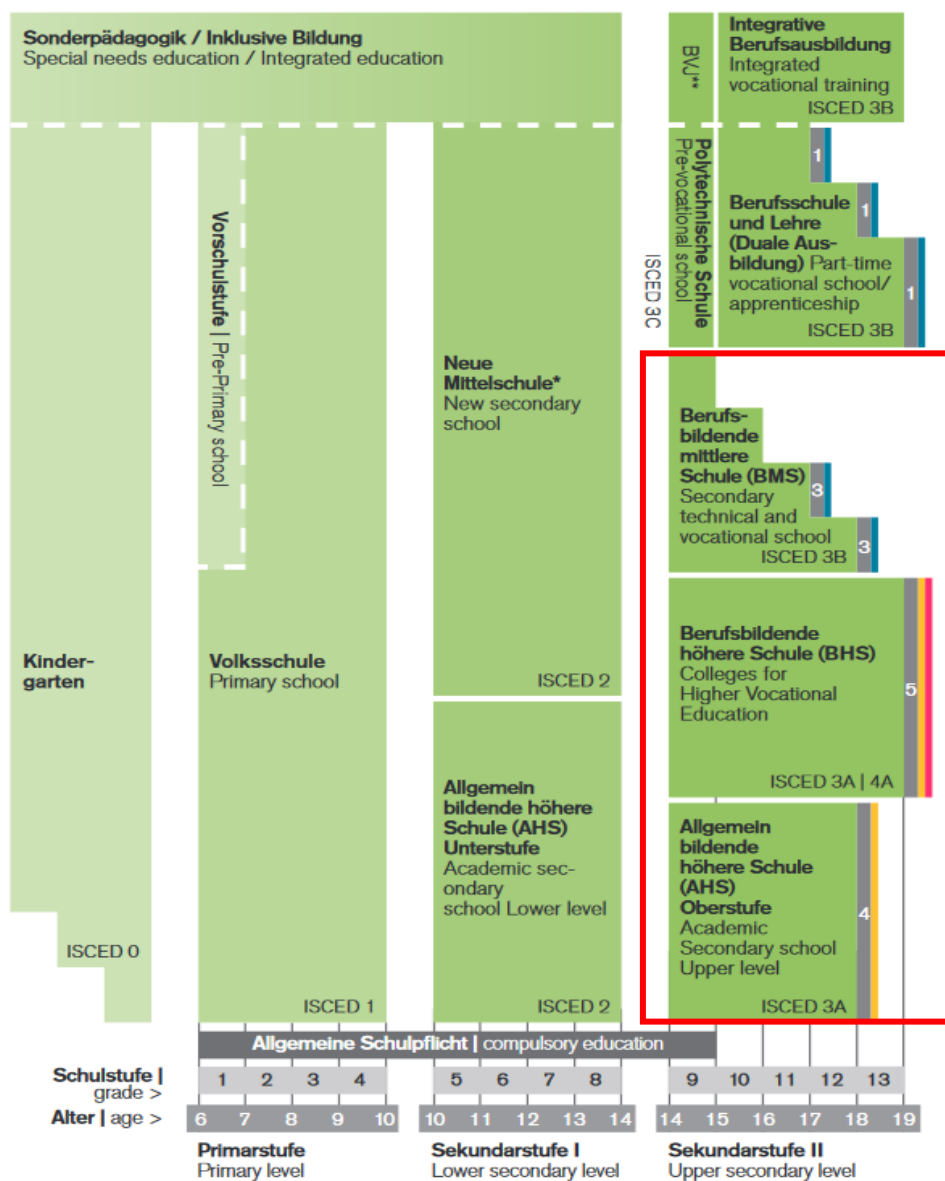 Sonderpädagogik / Inklusive Bildung
Special needs education / Integrated education
BVJ**
Integrative
Berufsausbildung
Integrated
vocational training
ISCED 3B
Vorschulstufe | Pre-Primary school
Neue
Mittelschule*
New secondary
school
ISCED 2
ISCED 3C
Polytechnische Schule
Pre-vocational school
1
1
1
Berufsschule
und Lehre
(Duale Aus-
bildung) Part-time
vocational school/
apprenticeship
ISCED 3B
Berufs-
bildende
mittlere
Schule (BMS)
Secondary
technical and
vocational school
ISCED 3B
3
3
Kinder-
garten
ISCED 0
Volksschule
Primary school
ISCED 1
Berufsbildende
höhere Schule (BHS)
Colleges for
Higher Vocational
Education
ISCED 3A | 4A
5
Allgemein
bildende höhere
Schule (AHS)
Unterstufe
Academic sec-
ondary
school Lower level
ISCED 2
Allgemein
bildende
höhere Schule
(AHS)
Oberstufe
Academic
Secondary school
Upper level
ISCED 3A
4
Allgemeine Schulpflicht | compulsory education
Schulstufe |
grade >
1 2 3 4 5 6 7 8 9 10 11 12 13
Alter | age >
6 7 8 9 10 10 11 12 13 14 14 15 16 17 18 19
Primarstufe
Primary level
Sekundarstufe I
Lower secondary level
Sekundarstufe II
Upper secondary level